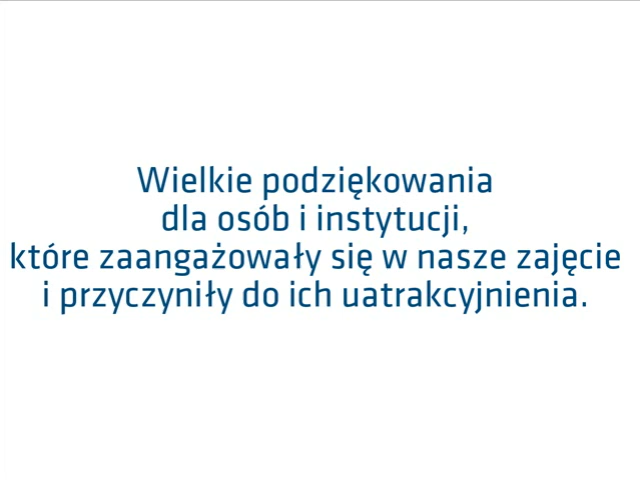 Wielkie podziękowania
dla osób i instytucji,
które zaangażowały się w nasze zajęcie
i przyczyniły do ich uatrakcyjnienia.